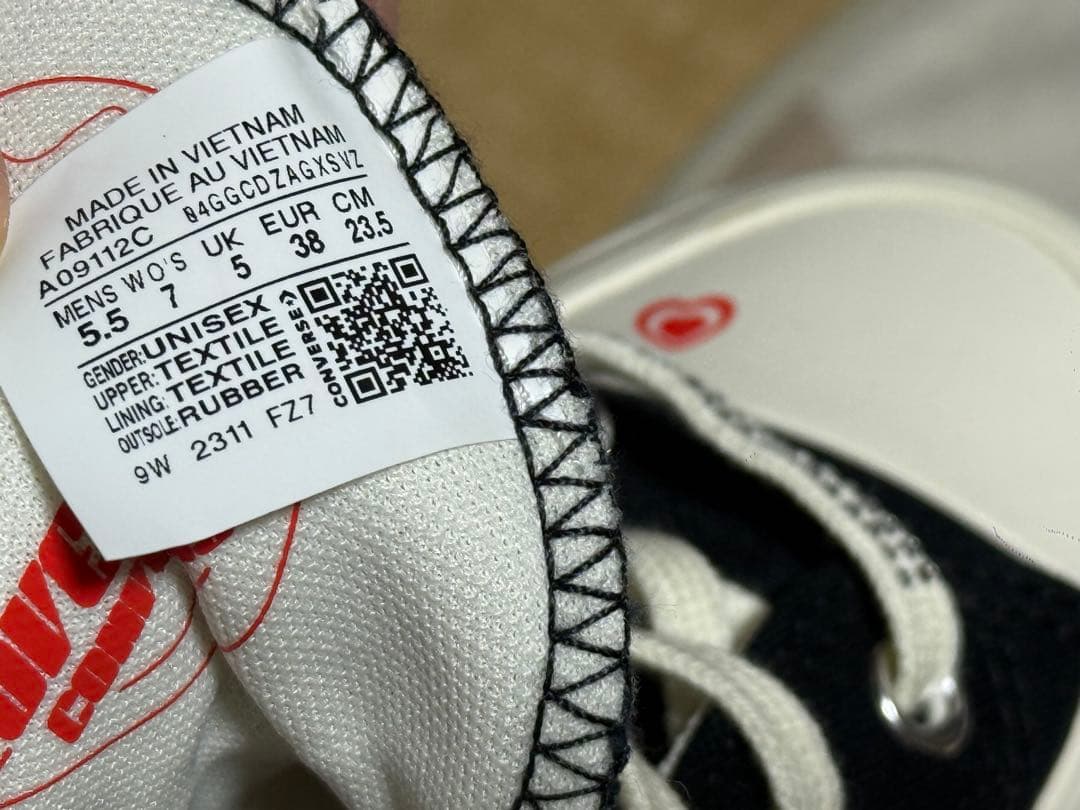 MADE IN VIETNAM
FABRIQUE AU VIETNAM
A09112C 04GGCDZAGXSVZ
MENS WO'S UK EUR CM
5.5 7 5 38 23.5
GENDER: UNISEX
UPPER: TEXTILE
LINING: TEXTILE
OUTSOLE: RUBBER
CONVERSE
9W 2311 FZ7